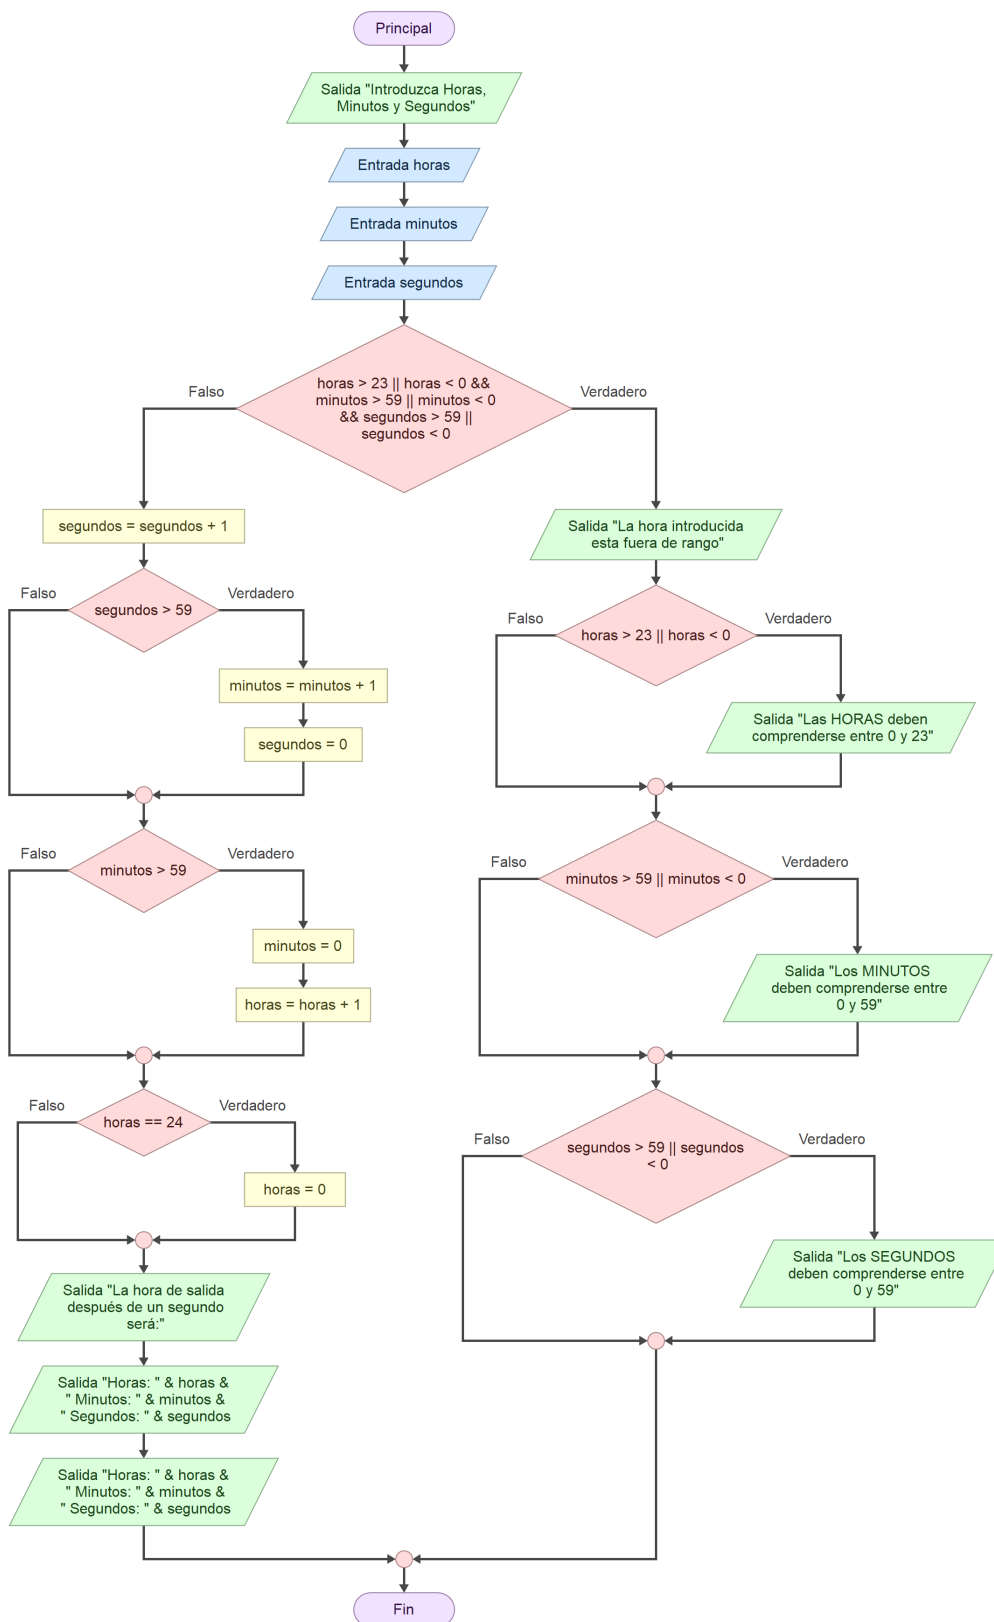 Principal
Salida "Introduzca Horas,
Minutos y Segundos"
Entrada horas
Entrada minutos
Entrada segundos
horas > 23 || horas < 0 &&
minutos > 59 || minutos < 0
&& segundos > 59 ||
segundos < 0
Falso
Verdadero
segundos = segundos + 1
segundos > 59
Falso
Verdadero
minutos = minutos + 1
segundos = 0
minutos > 59
Falso
Verdadero
minutos = 0
horas = horas + 1
horas == 24
Falso
Verdadero
horas = 0
Salida "La hora de salida
después de un segundo
será:"
Salida "Horas: " & horas &
" Minutos: " & minutos &
" Segundos: " & segundos
Salida "Horas: " & horas &
" Minutos: " & minutos &
" Segundos: " & segundos
Salida "La hora introducida
esta fuera de rango"
horas > 23 || horas < 0
Falso
Verdadero
Salida "Las HORAS deben
comprenderse entre 0 y 23"
minutos > 59 || minutos < 0
Falso
Verdadero
Salida "Los MINUTOS
deben comprenderse entre
0 y 59"
segundos > 59 || segundos
< 0
Falso
Verdadero
Salida "Los SEGUNDOS
deben comprenderse entre
0 y 59"
Fin